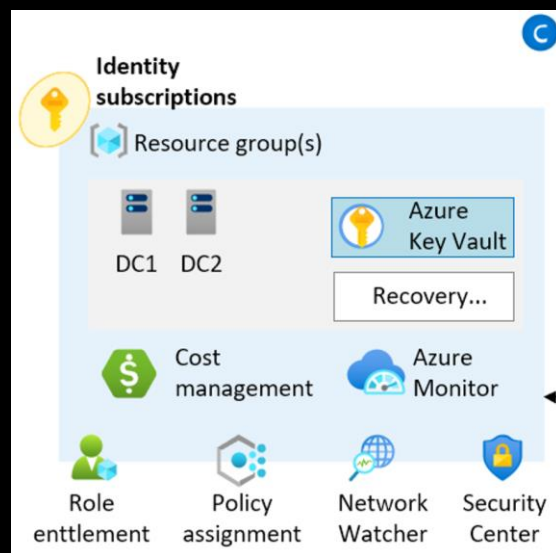 C
Identity
subscriptions
Resource group(s)
DC1 DC2
Azure
Key Vault
Recovery...
Cost
management
Azure
Monitor
Role
enttlement
Policy
assignment
Network
Watcher
Security
Center